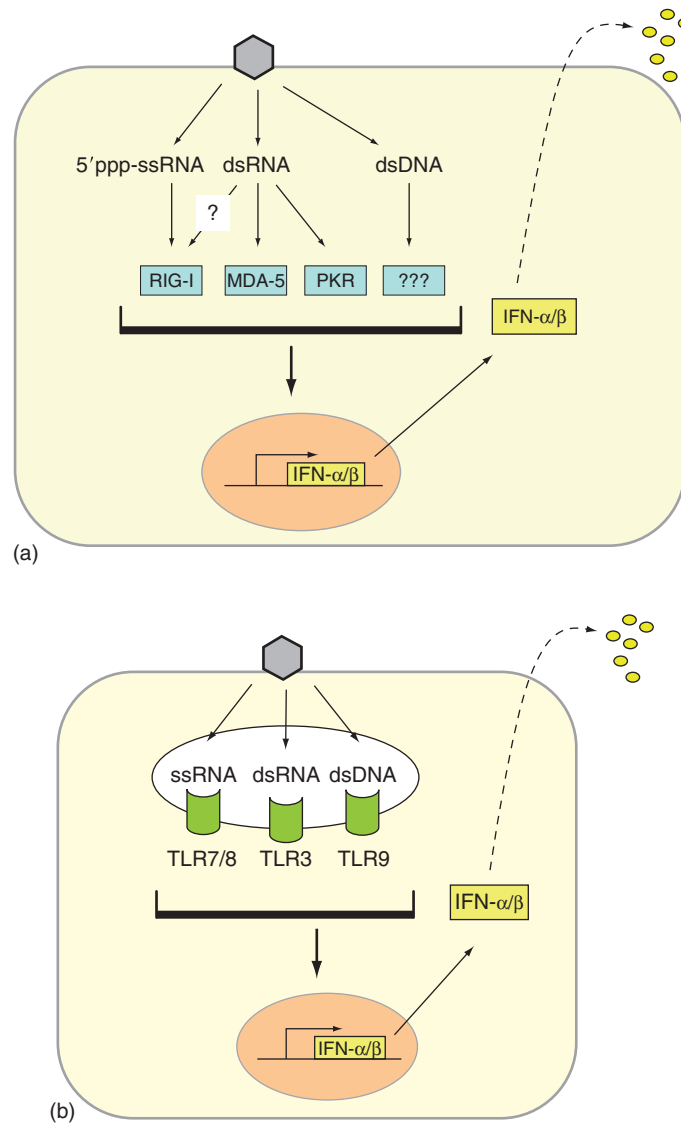 5′ppp-ssRNA dsRNA dsDNA
?
RIG-I MDA-5 PKR ???
IFN-α/β
IFN-α/β
(a)
ssRNA dsRNA dsDNA
TLR7/8 TLR3 TLR9
IFN-α/β
IFN-α/β
(b)